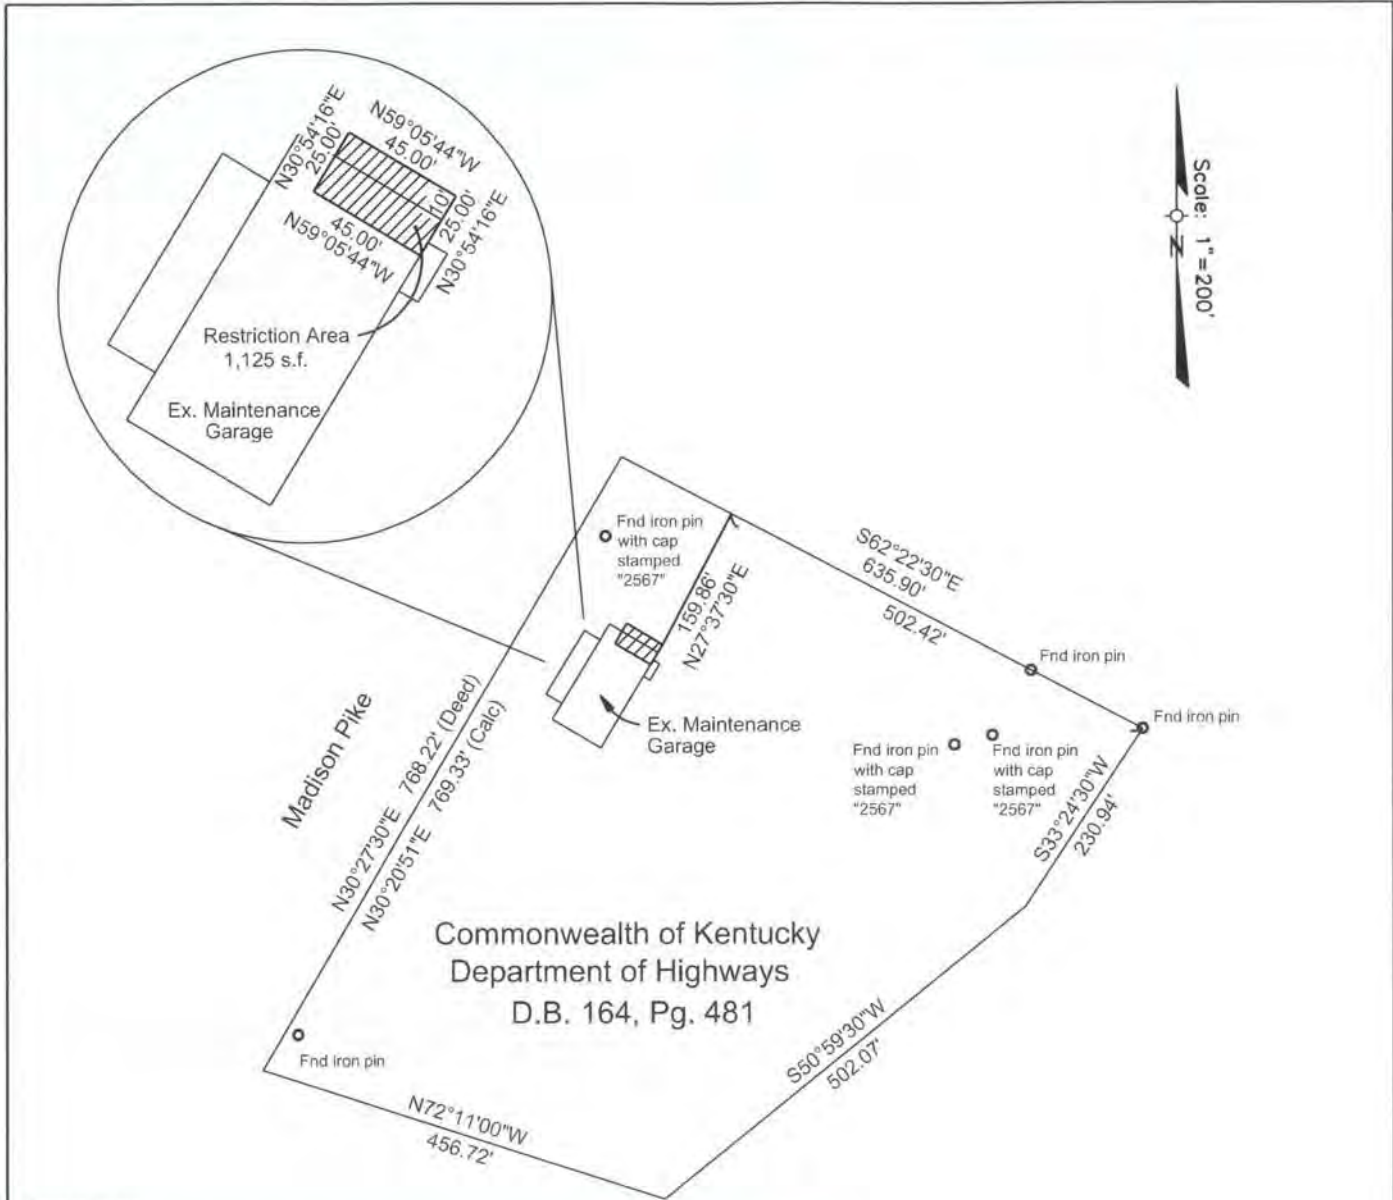 N30°54'16"E
25.00'
N59°05'44"W
45.00'
10'
25.00'
N30°54'16"E
45.00'
N59°05'44"W
Restriction Area
1,125 s.f.
Ex. Maintenance
Garage
Scale: 1"=200'
N
Fnd iron pin
with cap
stamped
"2567"
159.86'
N27°37'30"E
S62°22'30"E
635.90'
502.42'
Fnd iron pin
Fnd iron pin
Ex. Maintenance
Garage
Fnd iron pin
with cap
stamped
"2567"
Fnd iron pin
with cap
stamped
"2567"
S33°24'30"W
230.94'
Madison Pike
N30°27'30"E 768.22' (Deed)
N30°20'51"E 769.33' (Calc)
Commonwealth of Kentucky
Department of Highways
D.B. 164, Pg. 481
S50°59'30"W
502.07'
Fnd iron pin
N72°11'00"W
456.72'